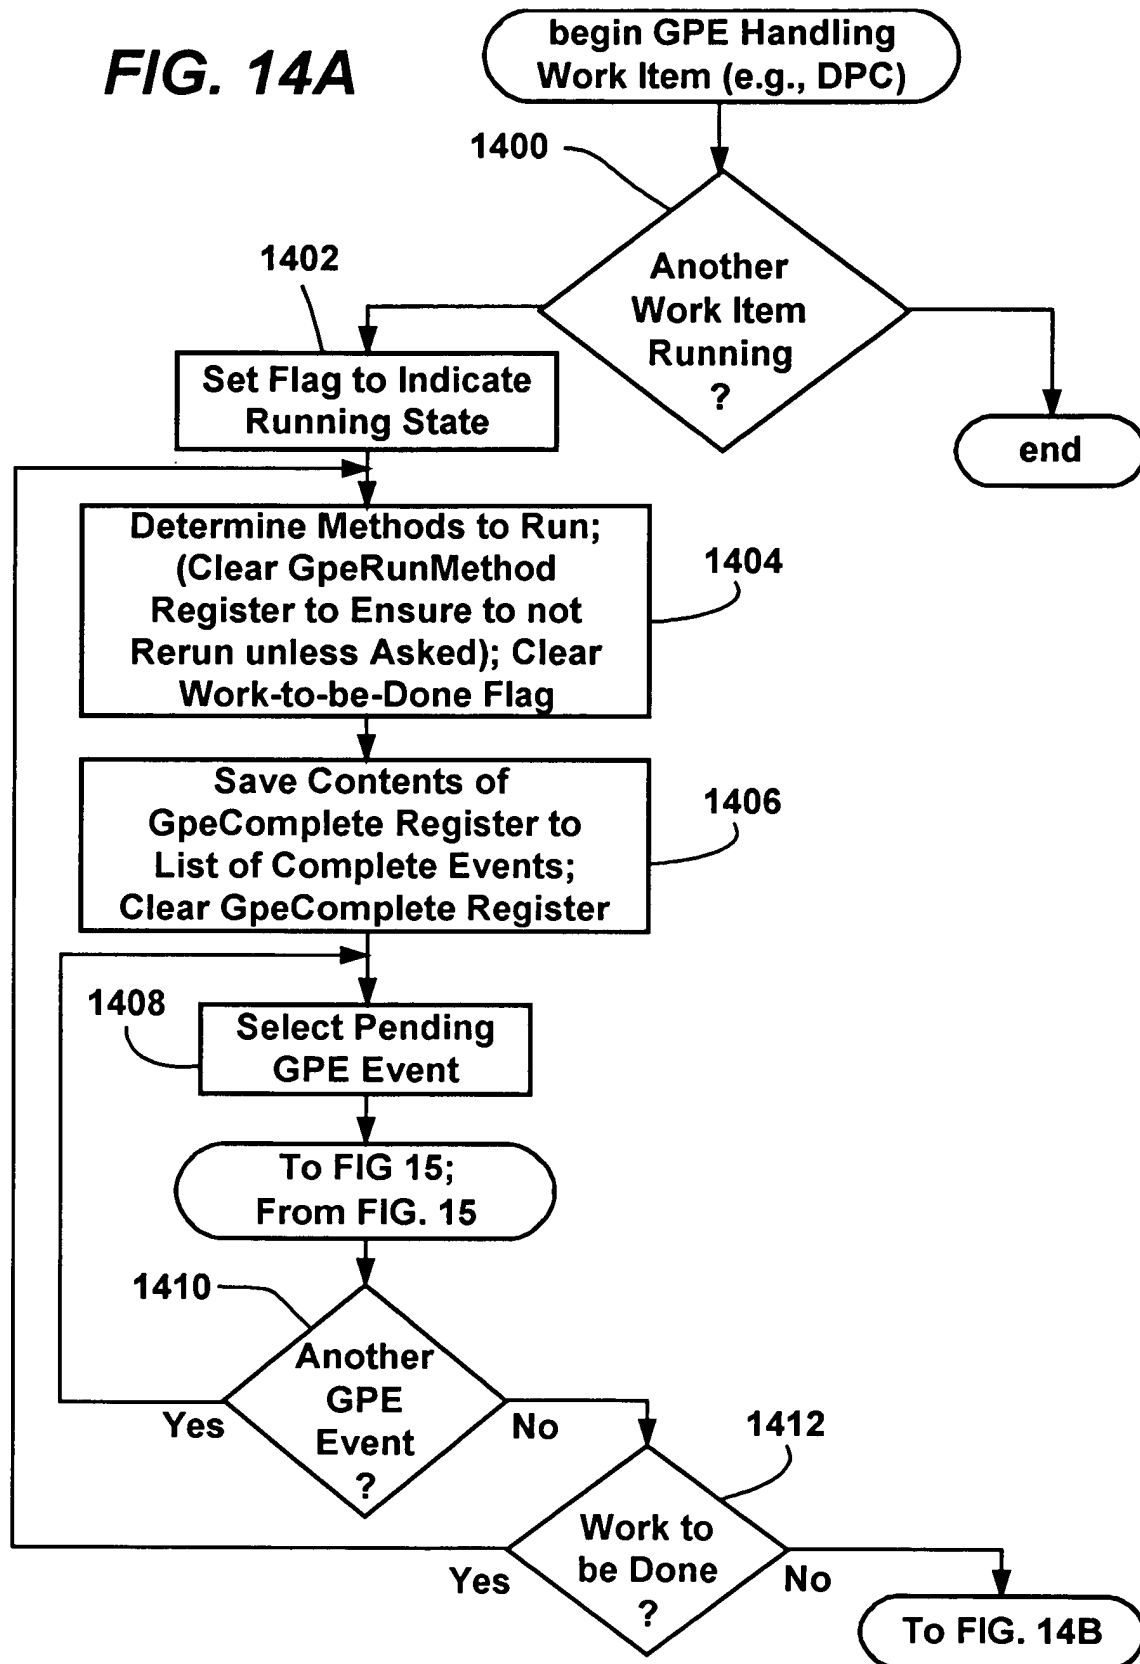 FIG. 14A
begin GPE Handling
Work Item (e.g., DPC)
1400
Another
Work Item
Running
?
1402
Set Flag to Indicate
Running State
end
Determine Methods to Run;
(Clear GpeRunMethod
Register to Ensure to not
Rerun unless Asked); Clear
Work-to-be-Done Flag
1404
Save Contents of
GpeComplete Register to
List of Complete Events;
Clear GpeComplete Register
1406
1408
Select Pending
GPE Event
To FIG 15;
From FIG. 15
1410
Another
GPE
Event
?
Yes
No
1412
Work to
be Done
?
Yes
No
To FIG. 14B